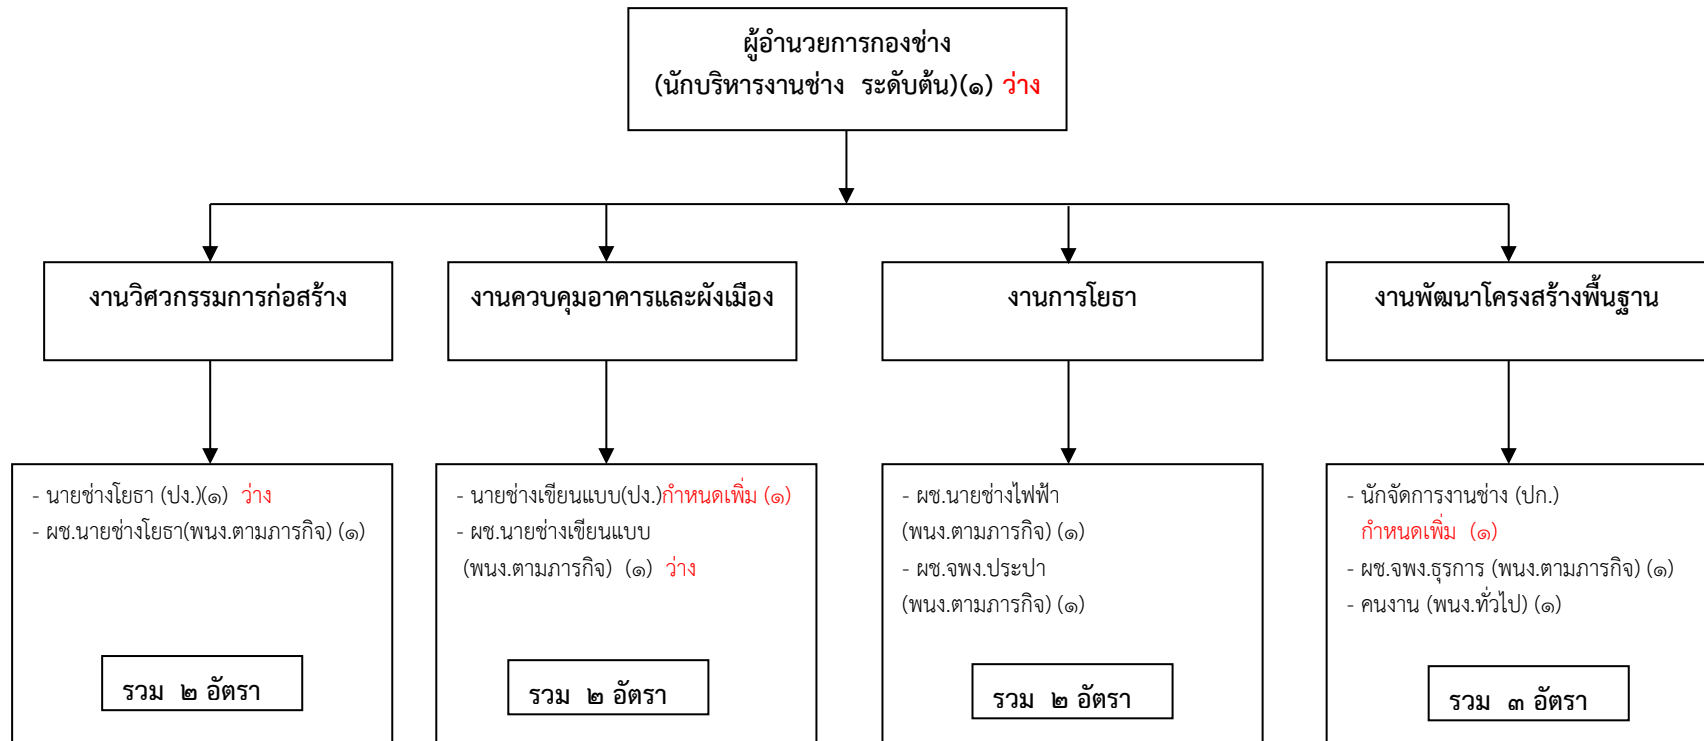 ผู้อำนวยการกองช่าง
(นักบริหารงานช่าง ระดับต้น)(๑) ว่าง
งานวิศวกรรมการก่อสร้าง
งานควบคุมอาคารและผังเมือง
งานการโยธา
งานพัฒนาโครงสร้างพื้นฐาน
- นายช่างโยธา (ปง.)(๑) ว่าง
- ผช.นายช่างโยธา(พนง.ตามภารกิจ) (๑)
รวม ๒ อัตรา
- นายช่างเขียนแบบ(ปง.)กำหนดเพิ่ม (๑)
- ผช.นายช่างเขียนแบบ
(พนง.ตามภารกิจ) (๑) ว่าง
รวม ๒ อัตรา
- ผช.นายช่างไฟฟ้า
(พนง.ตามภารกิจ) (๑)
- ผช.จพง.ประปา
(พนง.ตามภารกิจ) (๑)
รวม ๒ อัตรา
- นักจัดการงานช่าง (ปก.)
กำหนดเพิ่ม (๑)
- ผช.จพง.ธุรการ (พนง.ตามภารกิจ) (๑)
- คนงาน (พนง.ทั่วไป) (๑)
รวม ๓ อัตรา